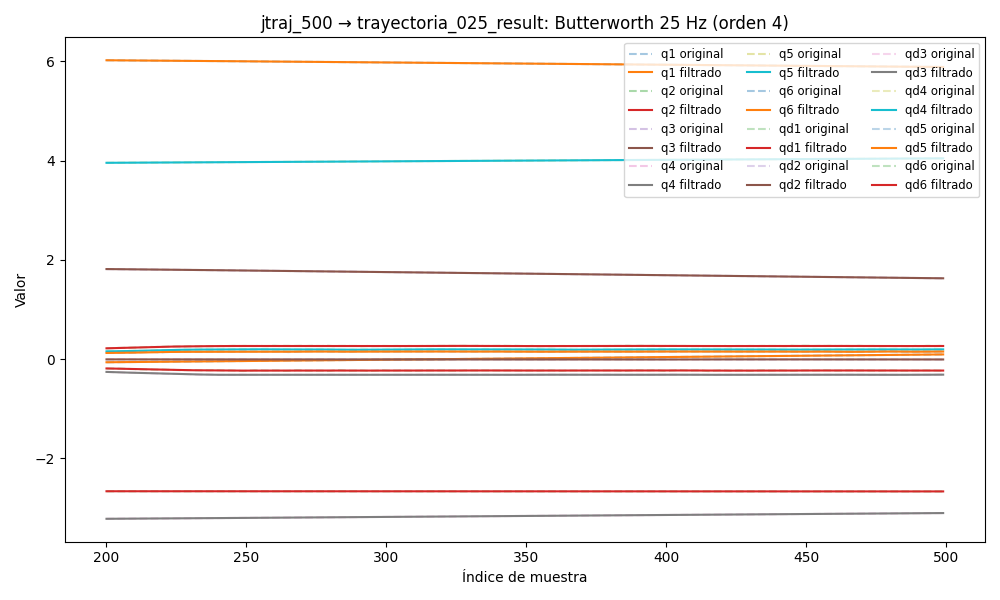 jtraj_500 → trayectoria_025_result: Butterworth 25 Hz (orden 4)
q1 original
q1 filtrado
q2 original
q2 filtrado
q3 original
q3 filtrado
q4 original
q4 filtrado
q5 original
q5 filtrado
q6 original
q6 filtrado
qd1 original
qd1 filtrado
qd2 original
qd2 filtrado
qd3 original
qd3 filtrado
qd4 original
qd4 filtrado
qd5 original
qd5 filtrado
qd6 original
qd6 filtrado
Valor
6
4
2
0
−2
200
250
300
350
400
450
500
Índice de muestra